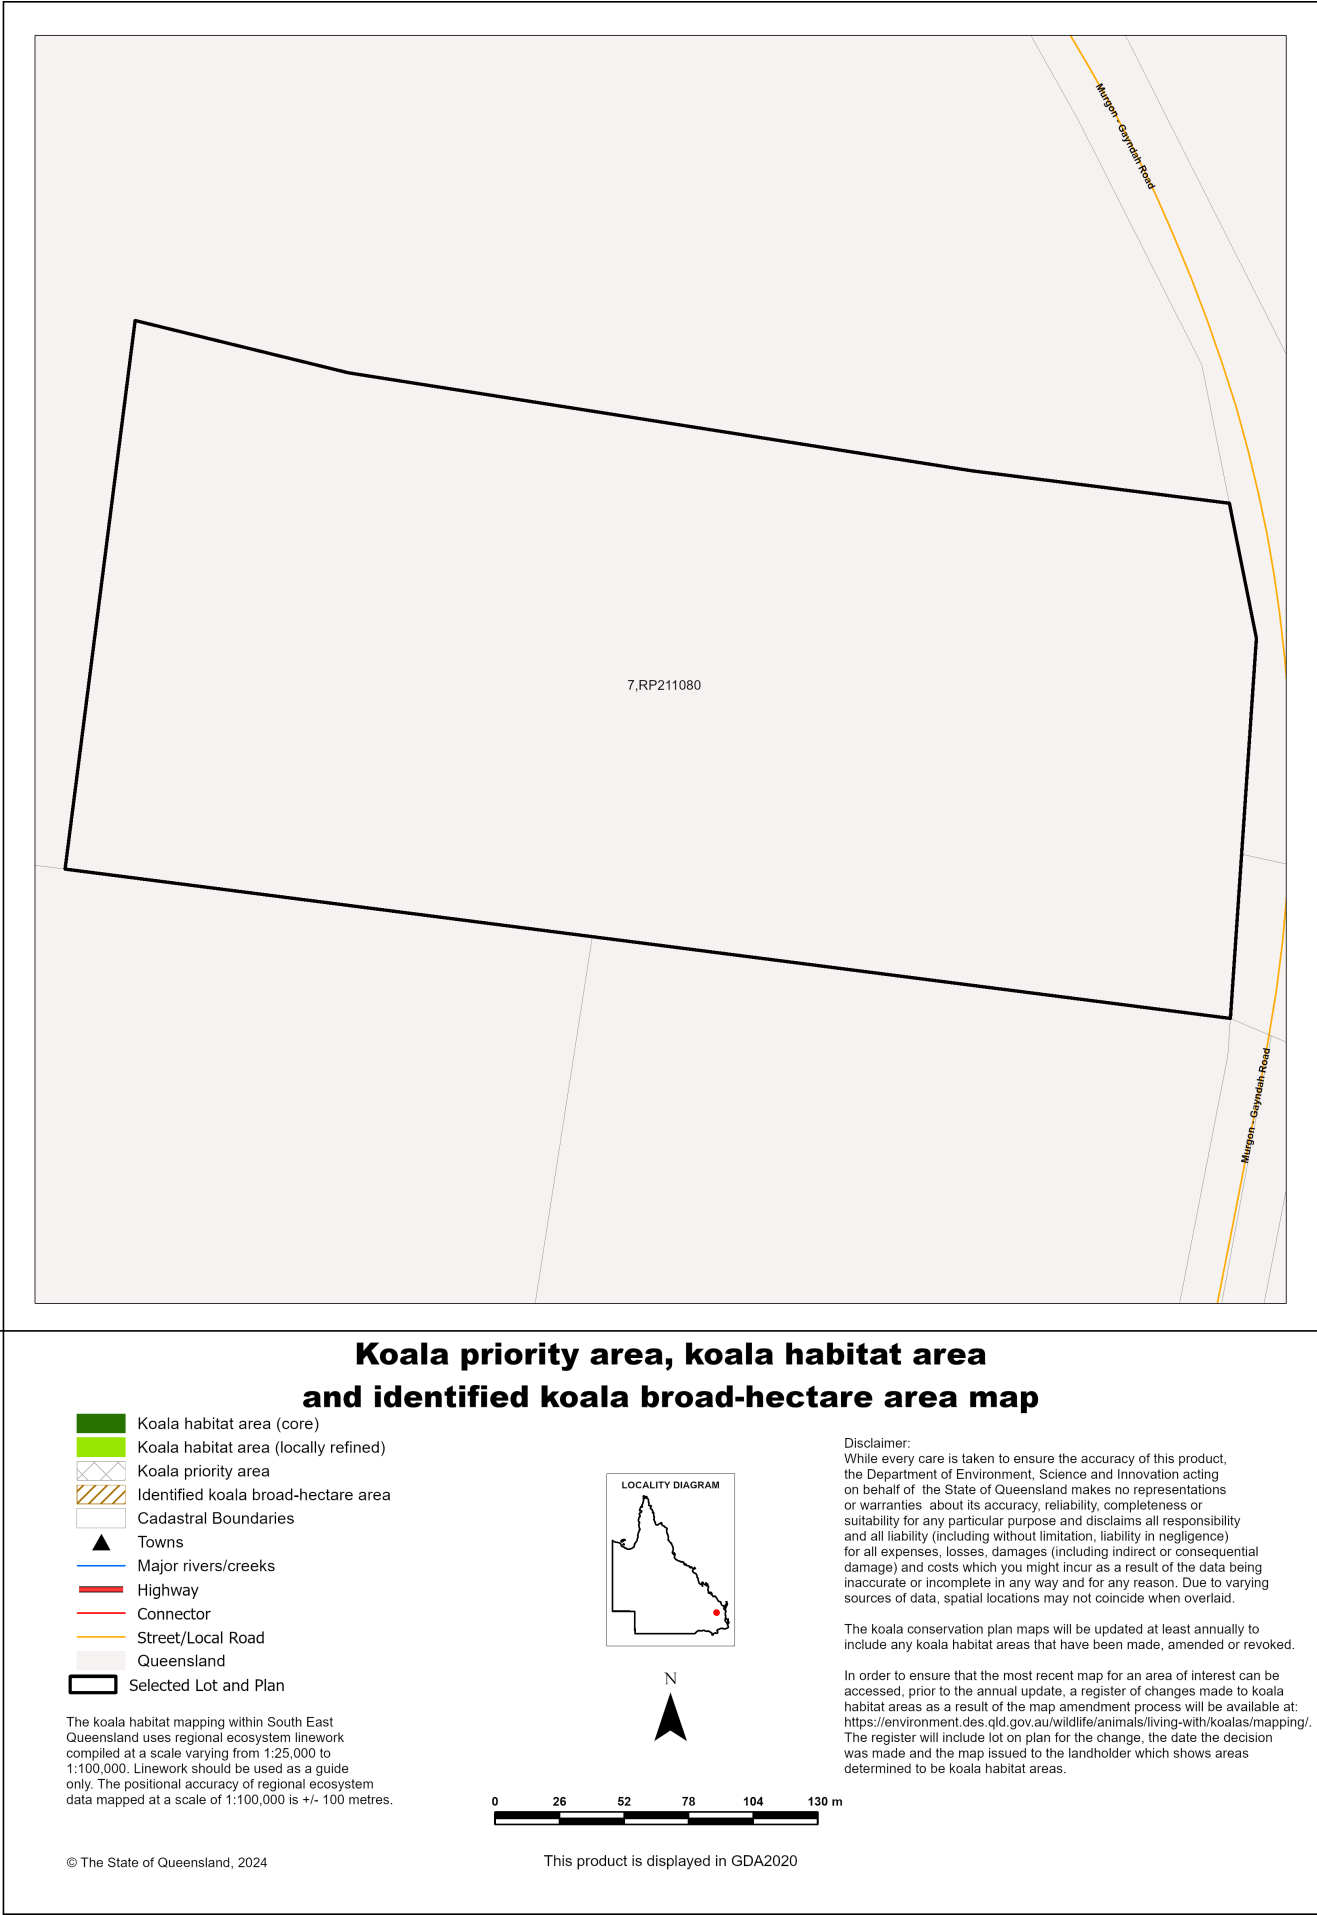 Murgon - Gayndah Road
7,RP211080
Murgon - Gayndah Road
Koala priority area, koala habitat area
and identified koala broad-hectare area map
Koala habitat area (core)
Koala habitat area (locally refined)
Koala priority area
Identified koala broad-hectare area
Cadastral Boundaries
Towns
Major rivers/creeks
Highway
Connector
Street/Local Road
Queensland
Selected Lot and Plan
The koala habitat mapping within South East
Queensland uses regional ecosystem linework
compiled at a scale varying from 1:25,000 to
1:100,000. Linework should be used as a guide
only. The positional accuracy of regional ecosystem
data mapped at a scale of 1:100,000 is +/- 100 metres.
© The State of Queensland, 2024
LOCALITY DIAGRAM
N
0 26 52 78 104 130 m
This product is displayed in GDA2020
Disclaimer:
While every care is taken to ensure the accuracy of this product,
the Department of Environment, Science and Innovation acting
on behalf of the State of Queensland makes no representations
or warranties about its accuracy, reliability, completeness or
suitability for any particular purpose and disclaims all responsibility
and all liability (including without limitation, liability in negligence)
for all expenses, losses, damages (including indirect or consequential
damage) and costs which you might incur as a result of the data being
inaccurate or incomplete in any way and for any reason. Due to varying
sources of data, spatial locations may not coincide when overlaid.
The koala conservation plan maps will be updated at least annually to
include any koala habitat areas that have been made, amended or revoked.
In order to ensure that the most recent map for an area of interest can be
accessed, prior to the annual update, a register of changes made to koala
habitat areas as a result of the map amendment process will be available at:
https://environment.des.qld.gov.au/wildlife/animals/living-with/koalas/mapping/.
The register will include lot on plan for the change, the date the decision
was made and the map issued to the landholder which shows areas
determined to be koala habitat areas.